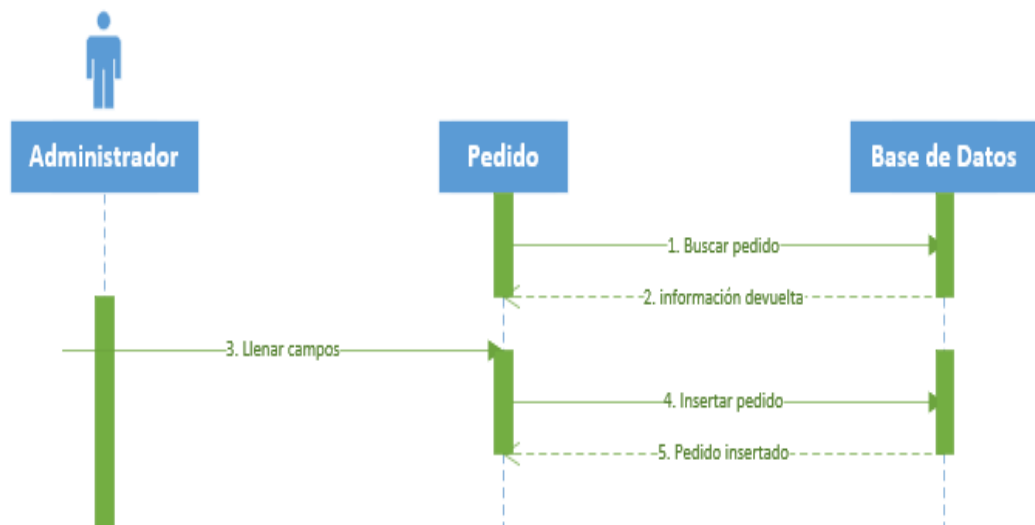 Administrador
Pedido
Base de Datos
1. Buscar pedido
2. información devuelta
3. Llenar campos
4. Insertar pedido
5. Pedido insertado